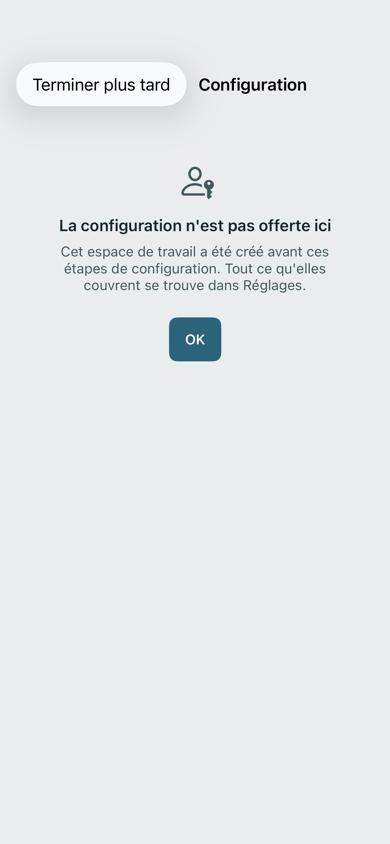 Terminer plus tard
Configuration
La configuration n'est pas offerte ici
Cet espace de travail a été créé avant ces
étapes de configuration. Tout ce qu'elles
couvrent se trouve dans Réglages.
OK